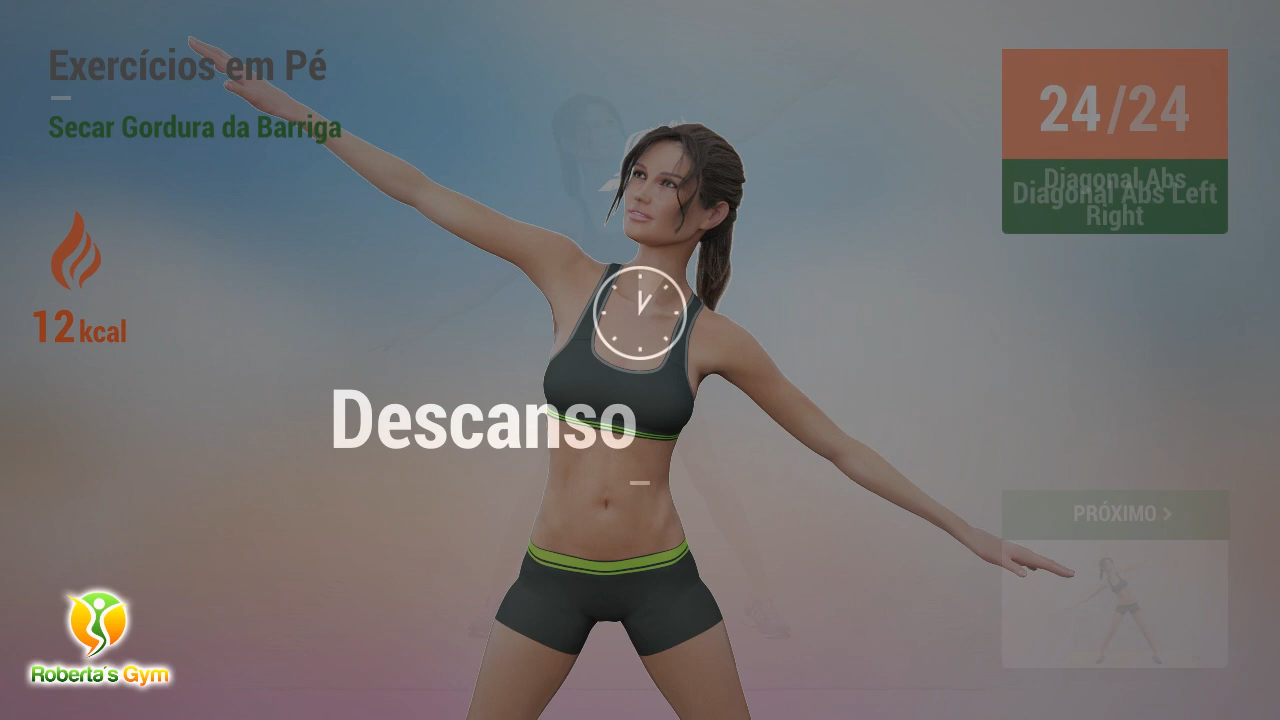 Exercícios em Pé
Secar Gordura da Barriga
24/24
Diagonal Abs
Diagonal Abs Left
Right
12 kcal
Descanso
PRÓXIMO >
Roberta´s Gym